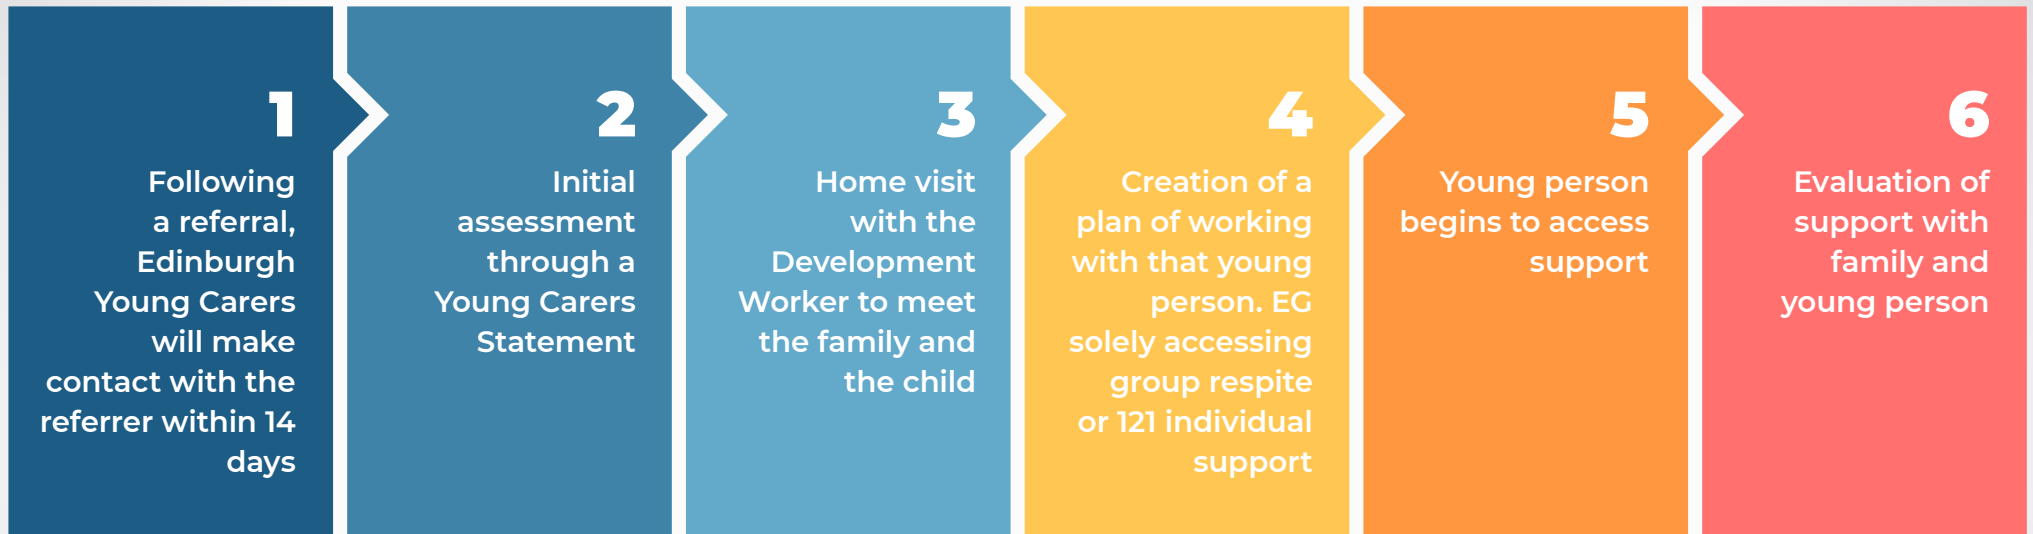 1
Following
a referral,
Edinburgh
Young Carers
will make
contact with the
referrer within 14
days
2
Initial
assessment
through a
Young Carers
Statement
3
Home visit
with the
Development
Worker to meet
the family and
the child
4
Creation of a
plan of working
with that young
person. EG
solely accessing
group respite
or 121 individual
support
5
Young person
begins to access
support
6
Evaluation of
support with
family and
young person